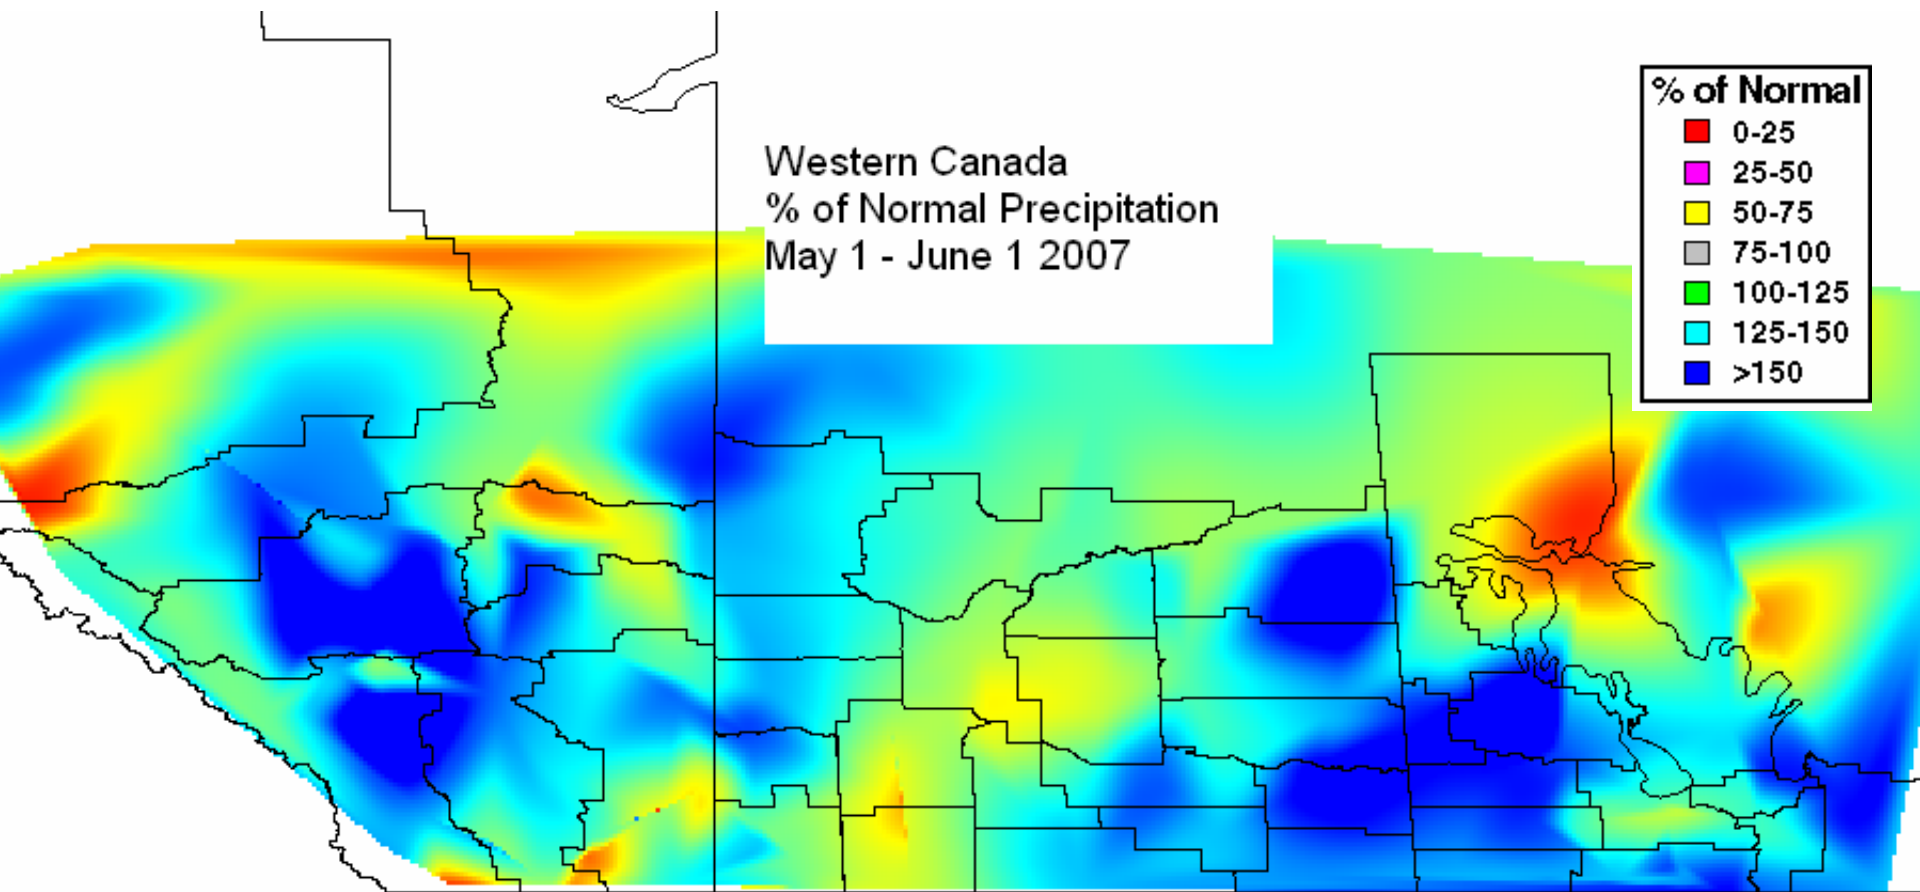 Western Canada
% of Normal Precipitation
May 1 - June 1 2007
% of Normal
0-25
25-50
50-75
75-100
100-125
125-150
>150